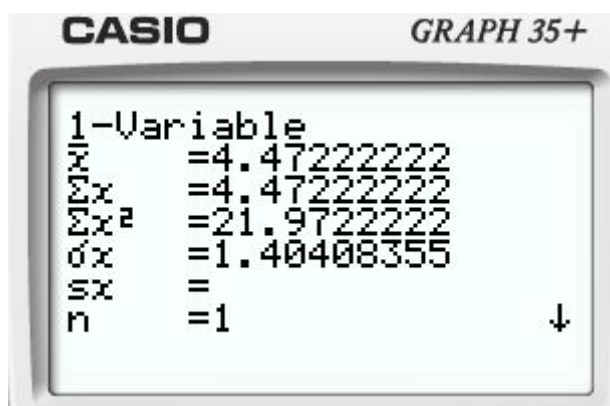 CASIO GRAPH 35+
1-Variable
x̄ =4.47222222
Σx =4.47222222
Σx² =21.9722222
σx =1.40408355
sx =
n =1 ↓